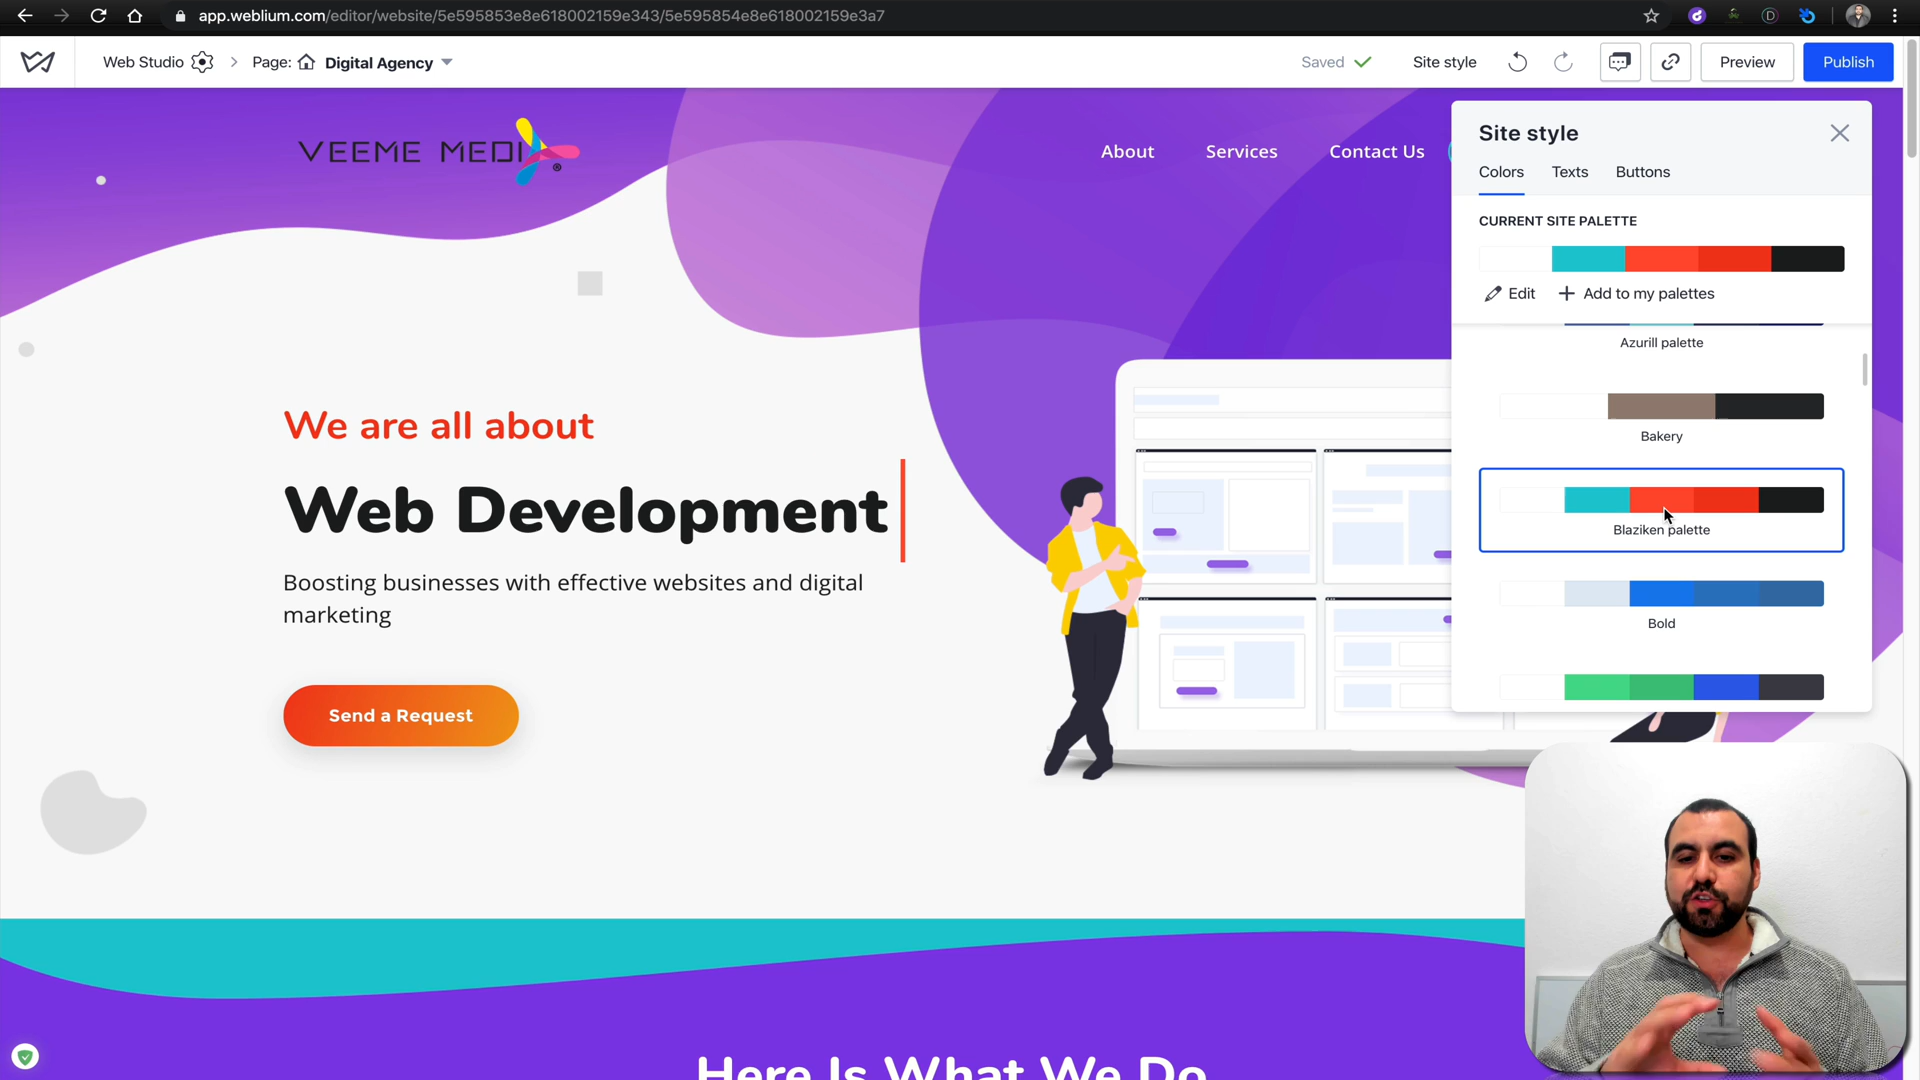 app.weblium.com/editor/website/5e595853e8e618002159e343/5e595854e8e618002159e3a7
Web Studio > Page: Digital Agency
Saved Site style Preview Publish
VEEME MEDI
About Services Contact Us
Site style
Colors Texts Buttons
CURRENT SITE PALETTE
Edit + Add to my palettes
Azurill palette
Bakery
Blaziken palette
Bold
We are all about
Web Development
Boosting businesses with effective websites and digital
marketing
Send a Request
Here Is What We Do